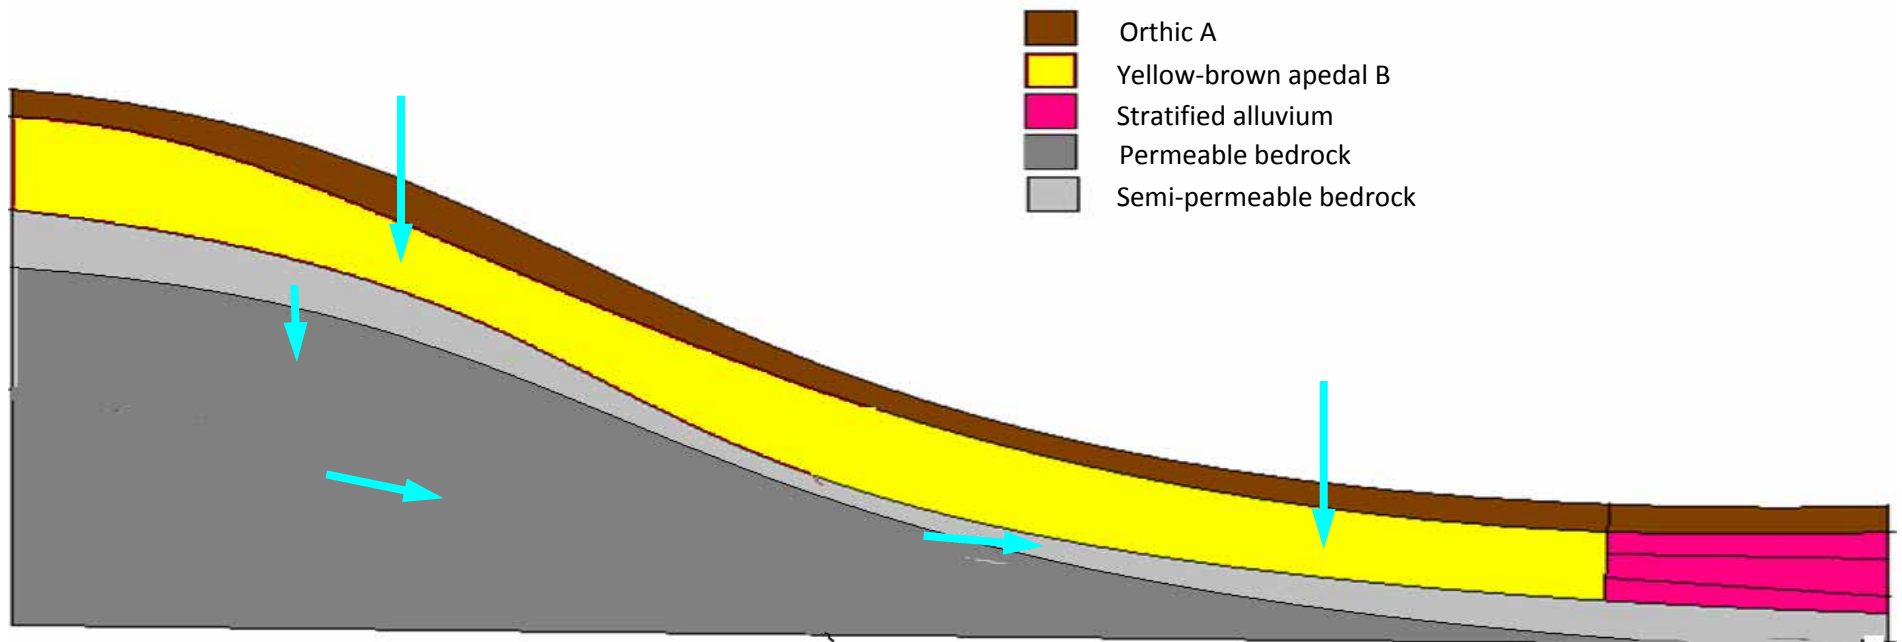 Orthic A
Yellow-brown apedal B
Stratified alluvium
Permeable bedrock
Semi-permeable bedrock